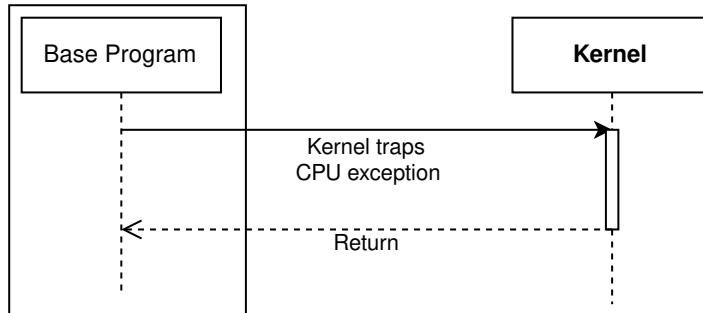 Base Program
Kernel
Kernel traps
CPU exception
Return